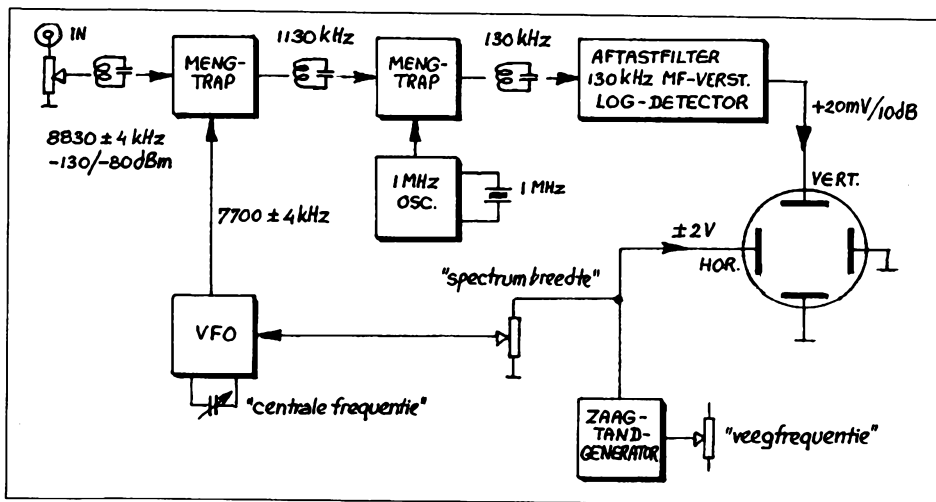 IN
MENG-
TRAP
1130 kHz
MENG-
TRAP
130 kHz
AFTASTFILTER
130 kHz MF-VERST.
LOG-DETECTOR
+20mV/10dB
8830 ± 4 kHz
-130/-80dBm
7700 ± 4 kHz
1 MHz
OSC.
1 MHz
VERT.
± 2V
HOR.
"spectrumbreedte"
VFO
"centrale frequentie"
ZAAG-
TAND-
GENERATOR
"veegfrequentie"